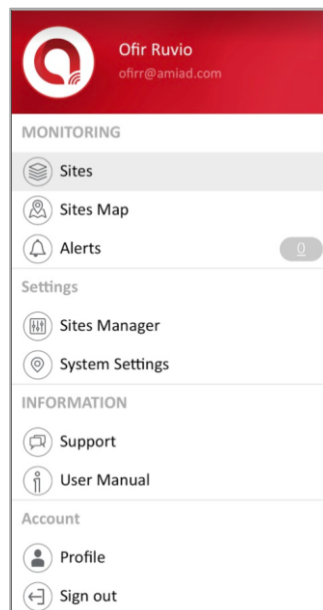 Ofir Ruvio
ofirr@amiad.com
MONITORING
Sites
Sites Map
Alerts 0
Settings
Sites Manager
System Settings
INFORMATION
Support
User Manual
Account
Profile
Sign out